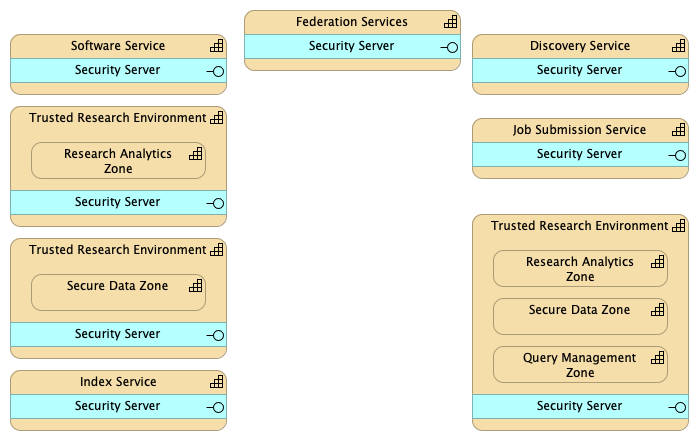 Federation Services
Security Server
Software Service
Security Server
Trusted Research Environment
Research Analytics
Zone
Security Server
Trusted Research Environment
Secure Data Zone
Security Server
Index Service
Security Server
Discovery Service
Security Server
Job Submission Service
Security Server
Trusted Research Environment
Research Analytics
Zone
Secure Data Zone
Query Management
Zone
Security Server